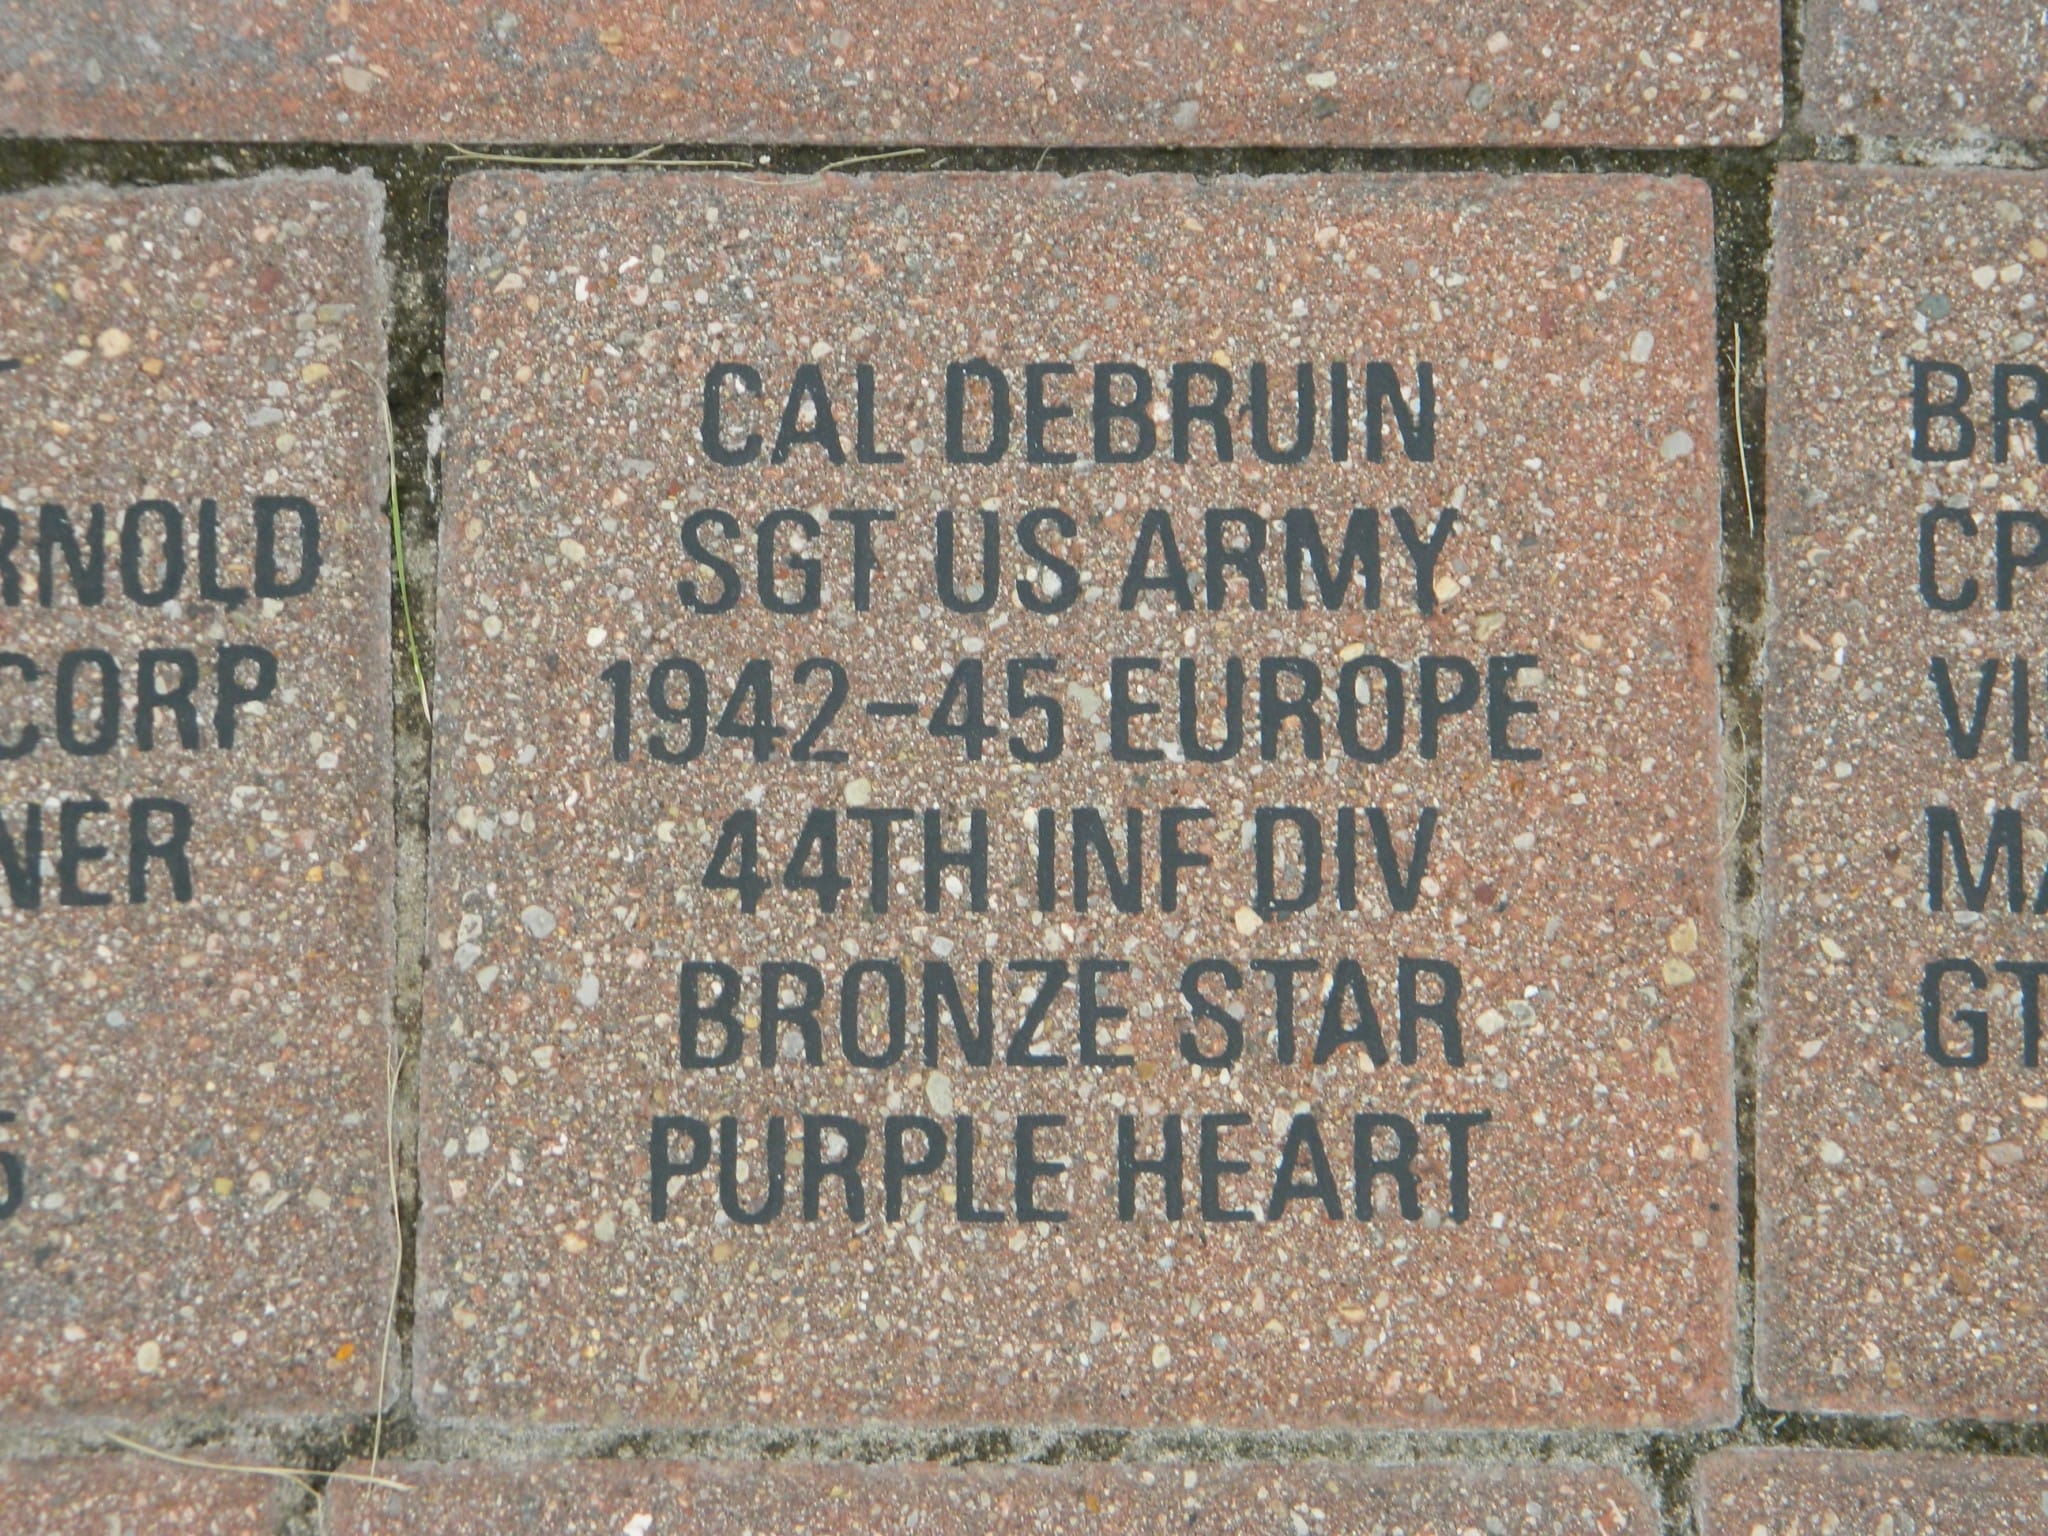 CAL DEBRUIN
SGT US ARMY
1942-45 EUROPE
44TH INF DIV
BRONZE STAR
PURPLE HEART
RNOLD
CORP
NER
BR
CP
VI
MA
GT